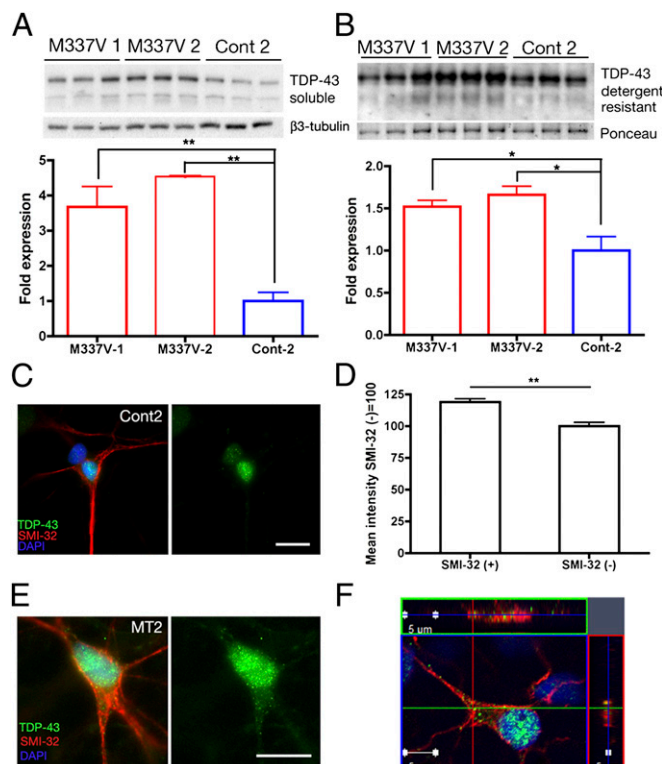 A
M337V 1 M337V 2 Cont 2
TDP-43
soluble
β3-tubulin
**
**
Fold expression
0
1
2
4
5
M337V-1 M337V-2 Cont-2
B
M337V 1 M337V 2 Cont 2
TDP-43
detergent
resistant
Ponceau
*
*
Fold expression
2.0
1.5
1.0
0.5
0.0
M337V-1 M337V-2 Cont-2
C
Cont2
TDP-43
SMI-32
DAPI
D
**
Mean intensity SMI-32 (-)=100
125
100
75
50
25
0
SMI-32 (+) SMI-32 (-)
E
MT2
TDP-43
SMI-32
DAPI
F
5 um